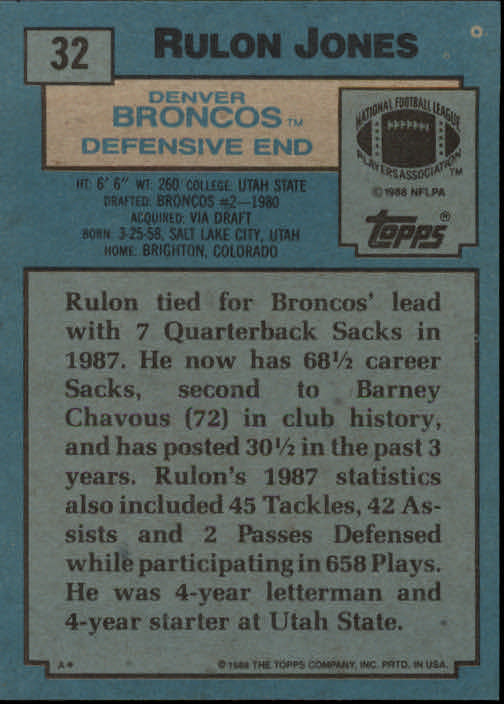 32
RULON JONES
DENVER
BRONCOS TM
DEFENSIVE END
NATIONAL FOOTBALL LEAGUE
PLAYERS ASSOCIATION TM
© 1988 NFLPA
TOPPS ®
HT: 6' 6" WT: 260 COLLEGE: UTAH STATE
DRAFTED: BRONCOS #2—1980
ACQUIRED: VIA DRAFT
BORN: 3-25-58, SALT LAKE CITY, UTAH
HOME: BRIGHTON, COLORADO
Rulon tied for Broncos' lead
with 7 Quarterback Sacks in
1987. He now has 68½ career
Sacks, second to Barney
Chavous (72) in club history,
and has posted 30½ in the past 3
years. Rulon's 1987 statistics
also included 45 Tackles, 42 As-
sists and 2 Passes Defensed
while participating in 658 Plays.
He was 4-year letterman and
4-year starter at Utah State.
A* © 1988 THE TOPPS COMPANY, INC. PRTD. IN USA.